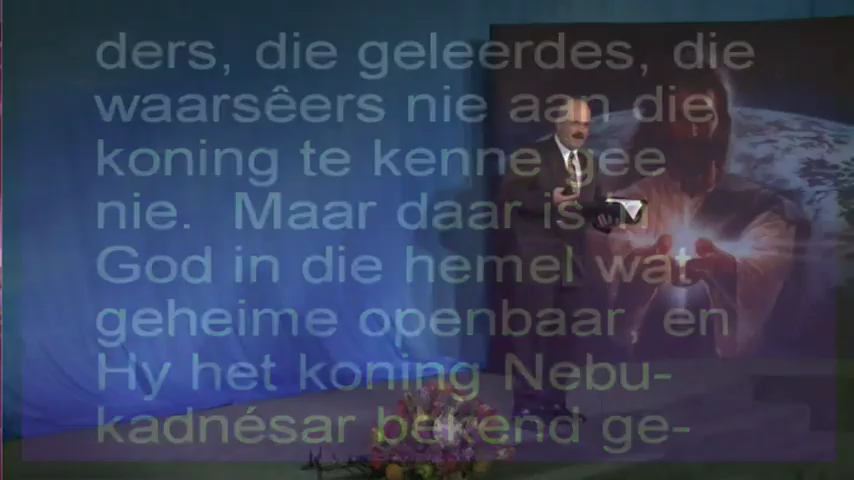 ders, die geleerdes, die
waarsêers nie aan die
koning te kenne gee
nie. Maar daar is 'n
God in die hemel wat
geheime openbaar en
Hy het koning Nebu-
kadnésar bekend ge-